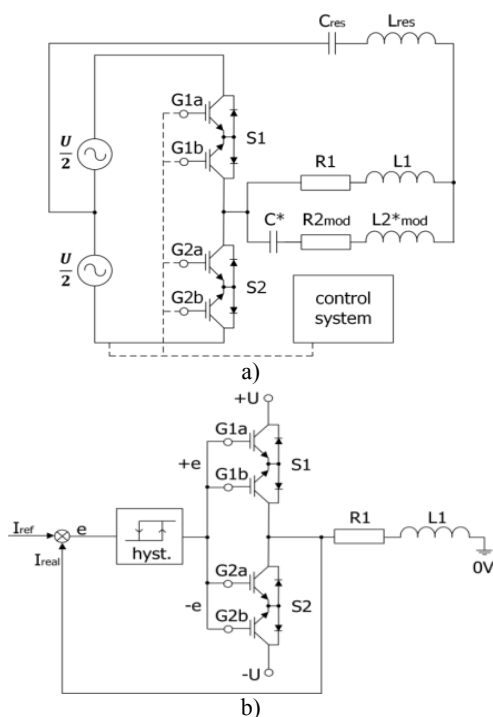 Cres
Lres
G1a
U
2
G1b
S1
R1
L1
C*
R2mod
L2*mod
G2a
U
2
G2b
S2
control
system
a)
+U
G1a
+e
G1b
S1
Iref
e
R1
L1
Ireal
hyst.
0V
G2a
-e
G2b
S2
-U
b)